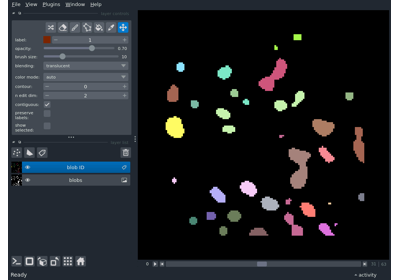 File View Plugins Window Help
label: 1
opacity: 0.70
brush size: 10
blending: translucent
color mode: auto
contour: 0
n edit dim: 2
contiguous:
preserve labels:
show selected:
blob ID
blobs
0
Ready
activity